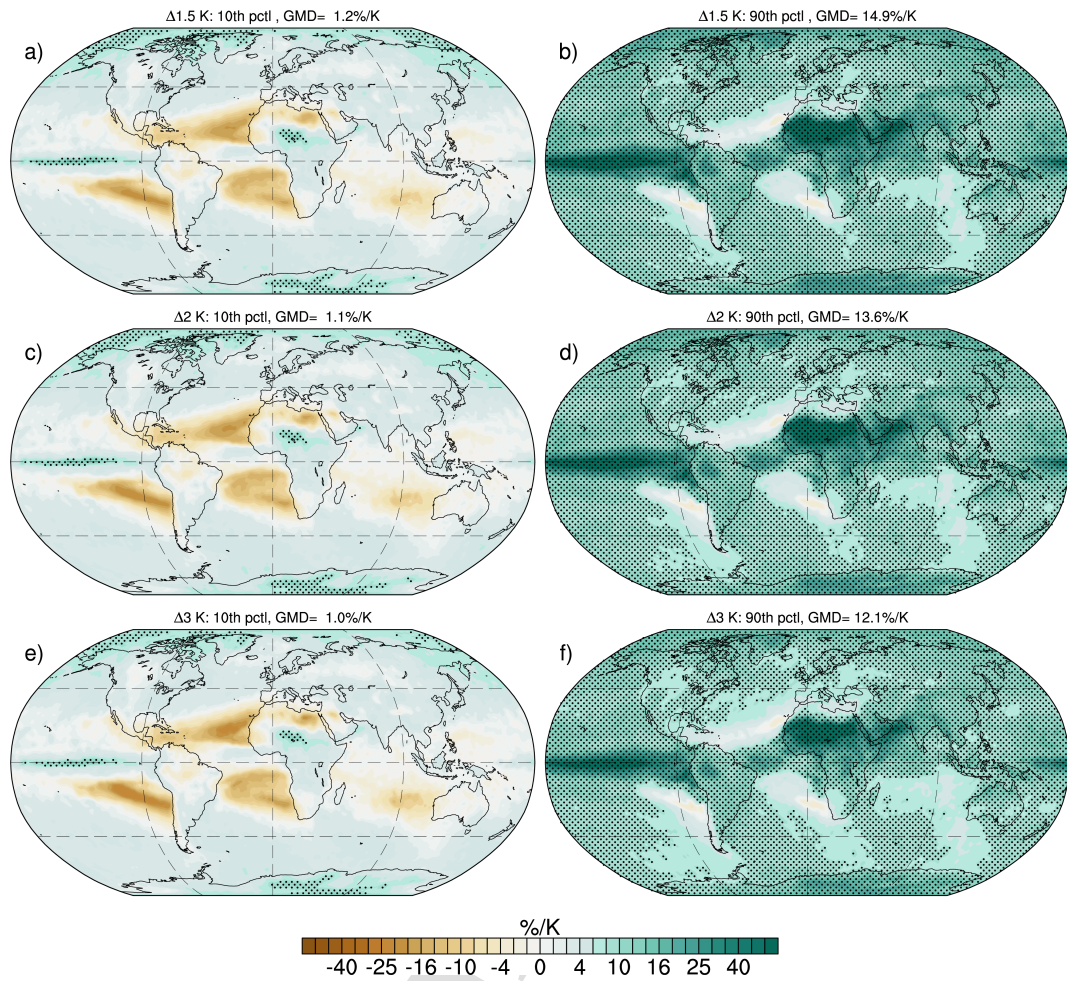 Δ1.5 K: 10th pctl , GMD= 1.2%/K
Δ1.5 K: 90th pctl , GMD= 14.9%/K
a)
b)
Δ2 K: 10th pctl, GMD= 1.1%/K
Δ2 K: 90th pctl, GMD= 13.6%/K
c)
d)
Δ3 K: 10th pctl, GMD= 1.0%/K
Δ3 K: 90th pctl, GMD= 12.1%/K
e)
f)
%/K
-40 -25 -16 -10 -4 0 4 10 16 25 40